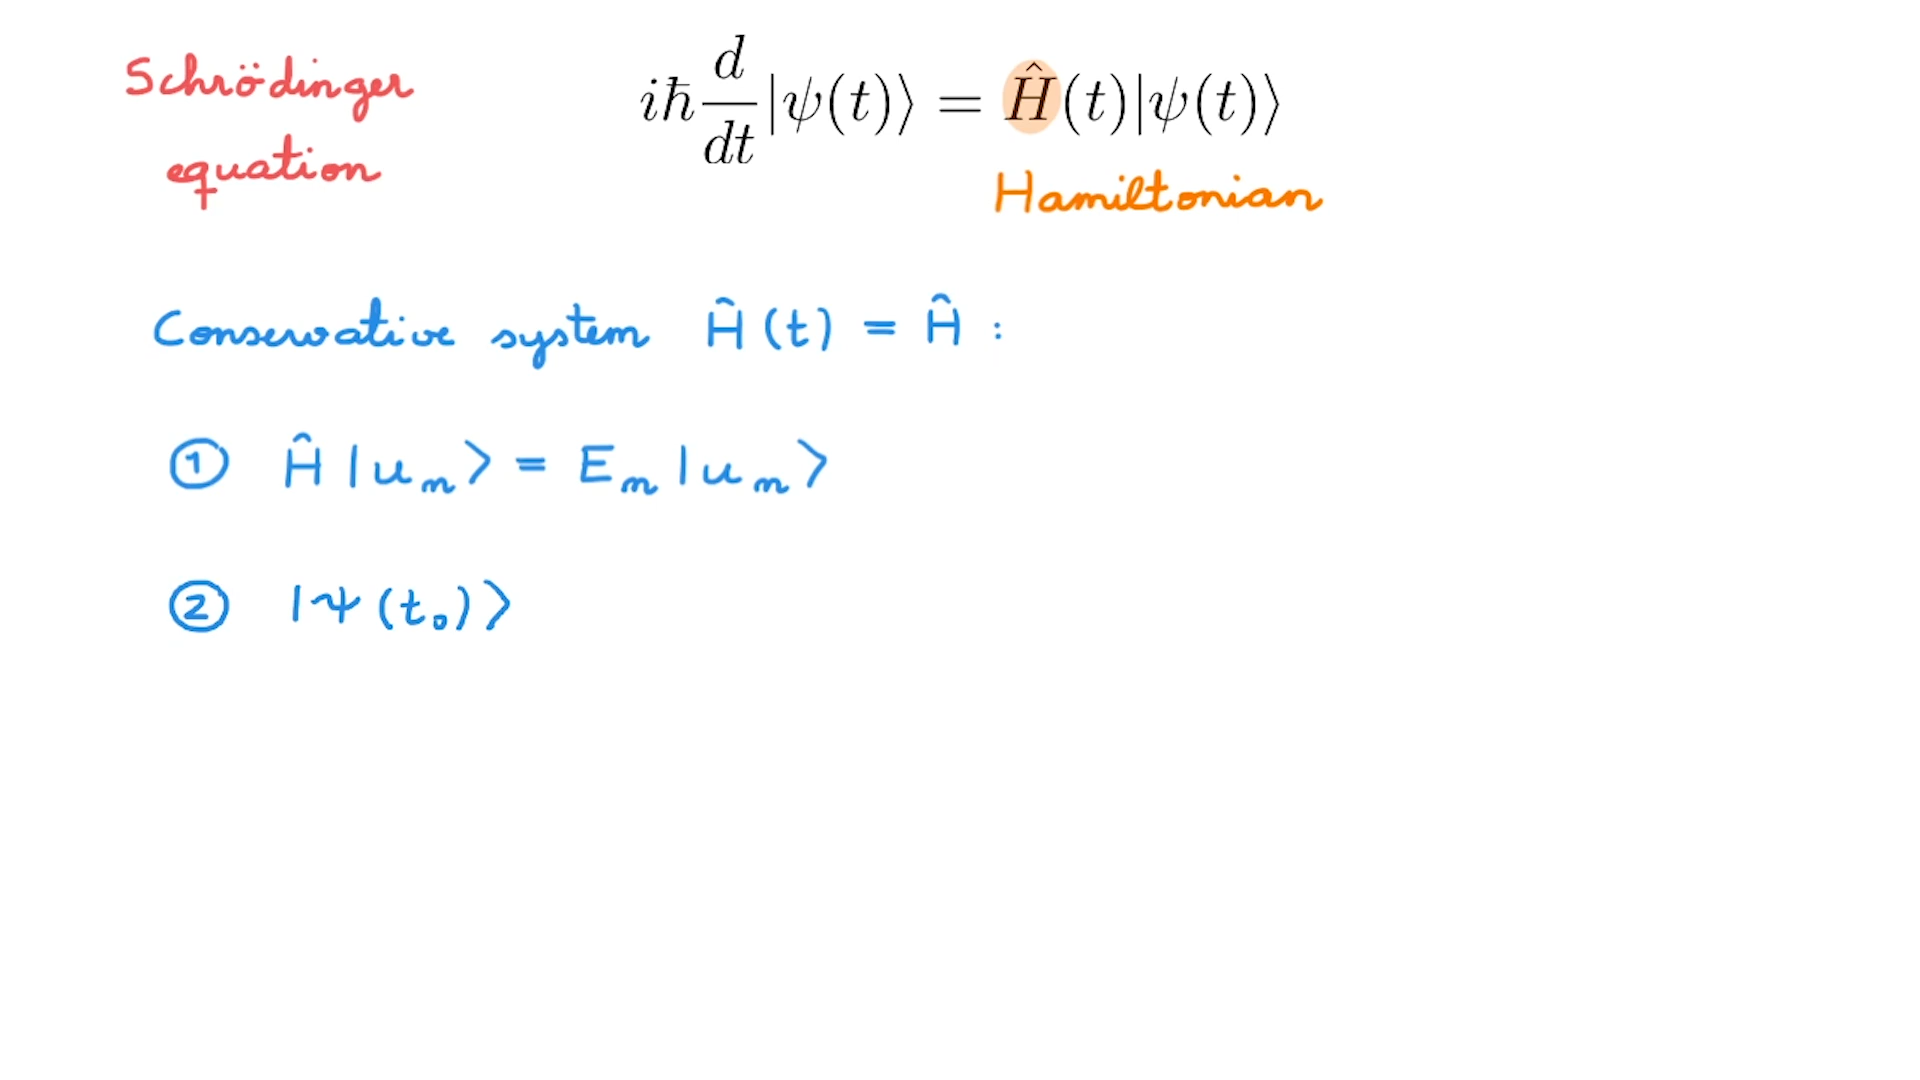 Schrödinger
equation
iħ d/dt |ψ(t)⟩ = Ĥ(t)|ψ(t)⟩
Hamiltonian
Conservative system Ĥ(t) = Ĥ :
① Ĥ |uₙ⟩ = Eₙ |uₙ⟩
② |ψ(t₀)⟩